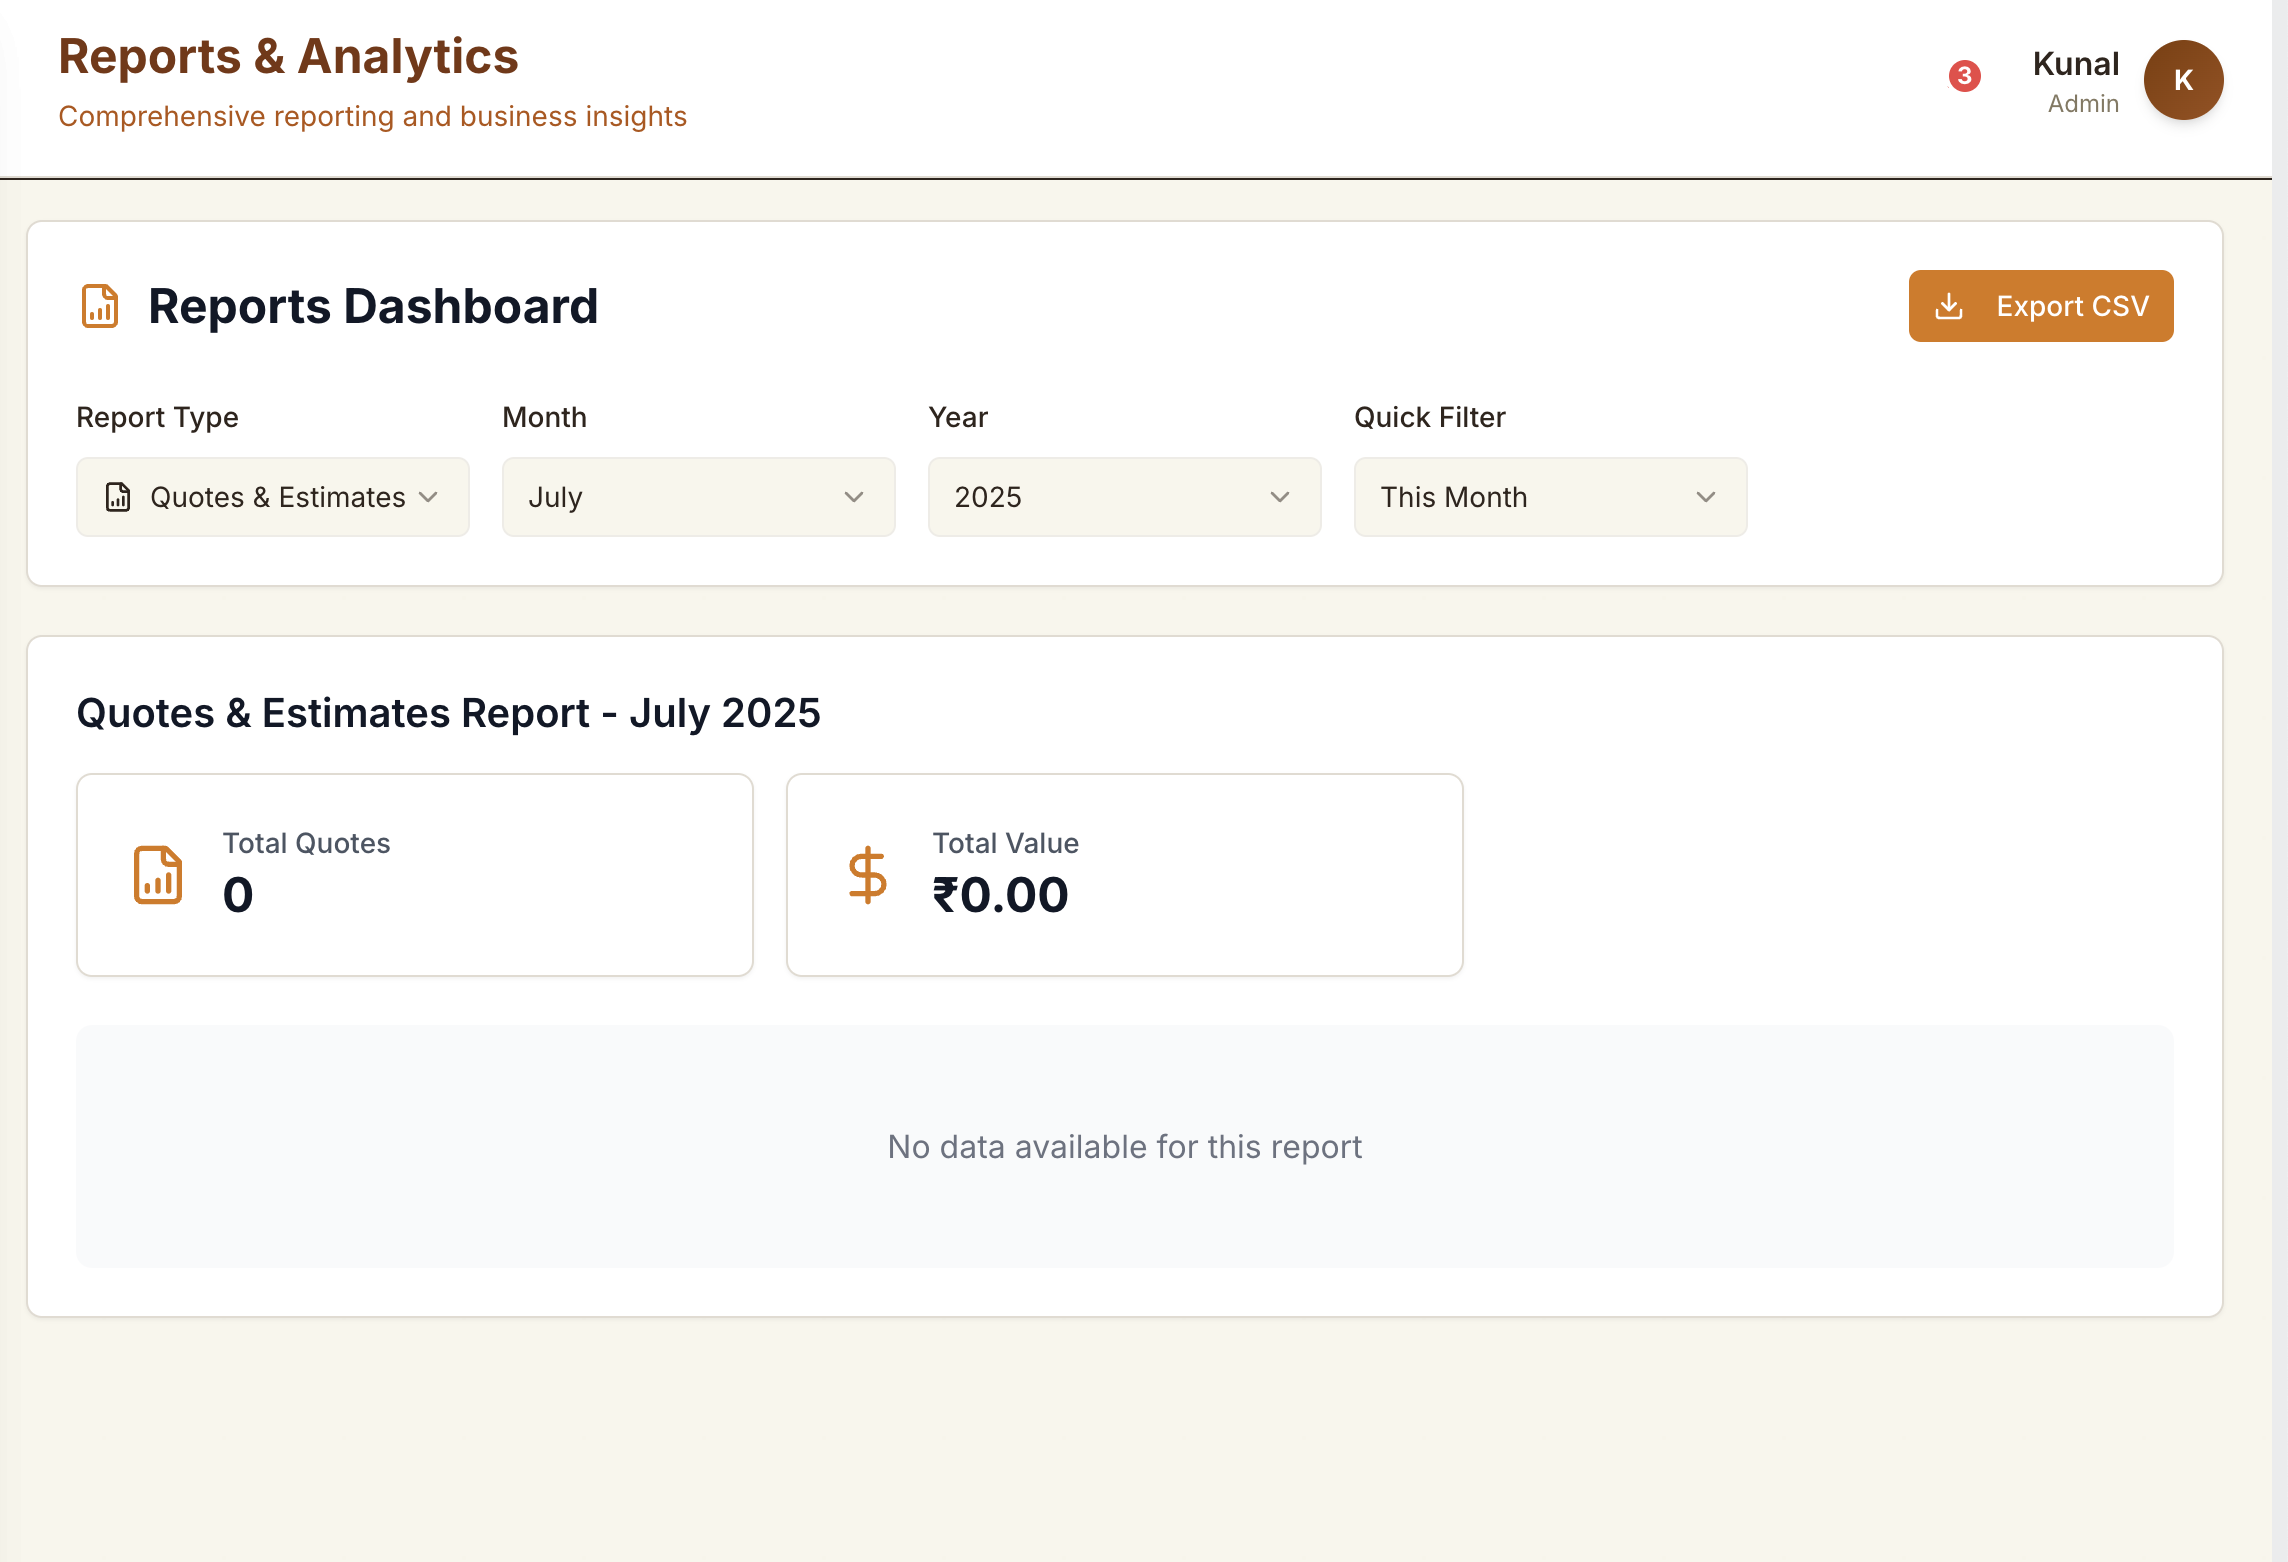 Reports & Analytics
Comprehensive reporting and business insights
3
Kunal
Admin
K
Reports Dashboard
Export CSV
Report Type
Month
Year
Quick Filter
Quotes & Estimates
July
2025
This Month
Quotes & Estimates Report - July 2025
Total Quotes
0
Total Value
₹0.00
No data available for this report